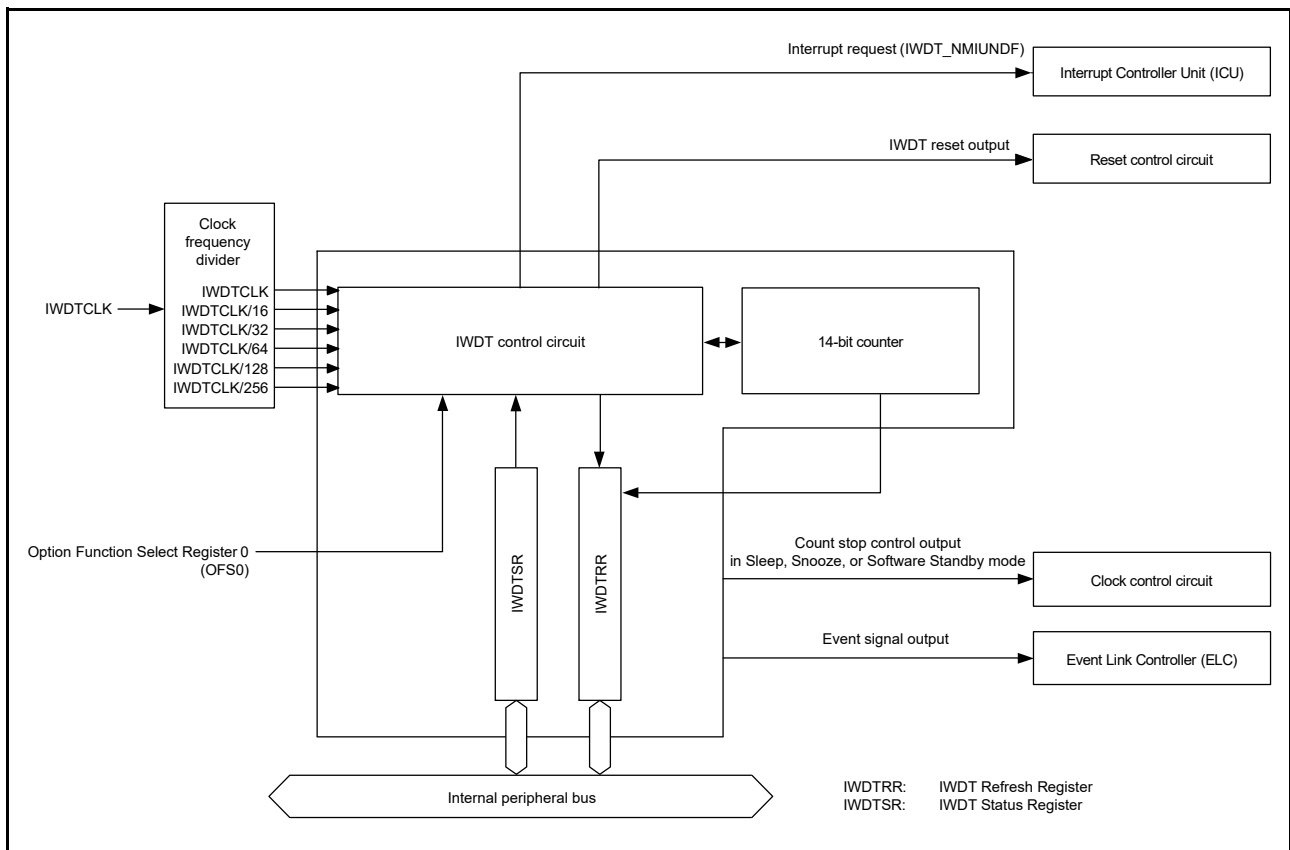 Interrupt request (IWDT_NMIUNDF)
Interrupt Controller Unit (ICU)
IWDT reset output
Reset control circuit
Clock
frequency
divider
IWDTCLK
IWDTCLK
IWDTCLK/16
IWDTCLK/32
IWDTCLK/64
IWDTCLK/128
IWDTCLK/256
IWDT control circuit
14-bit counter
Option Function Select Register 0
(OFS0)
IWDTSR
IWDTRR
Count stop control output
in Sleep, Snooze, or Software Standby mode
Clock control circuit
Event signal output
Event Link Controller (ELC)
Internal peripheral bus
IWDTRR: IWDT Refresh Register
IWDTSR: IWDT Status Register